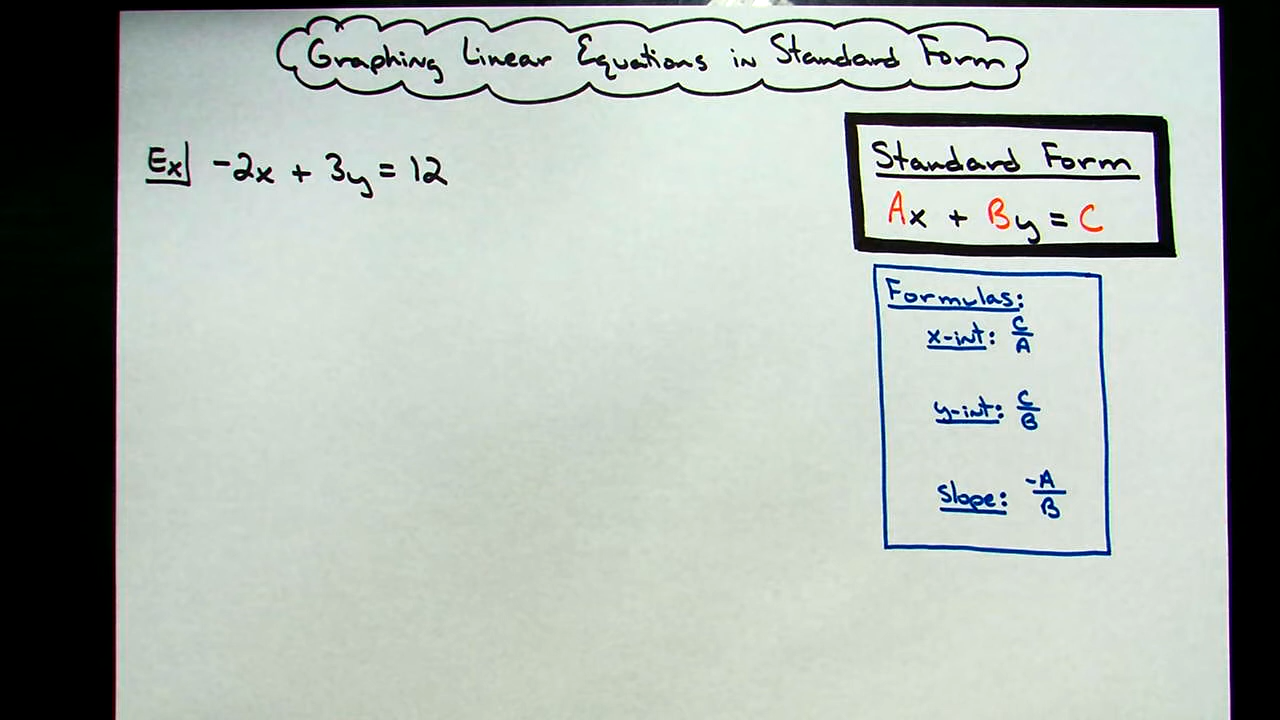 Graphing Linear Equations in Standard Form
Ex| -2x + 3y = 12
Standard Form
Ax + By = C
Formulas:
x-int: C/A
y-int: C/B
Slope: -A/B